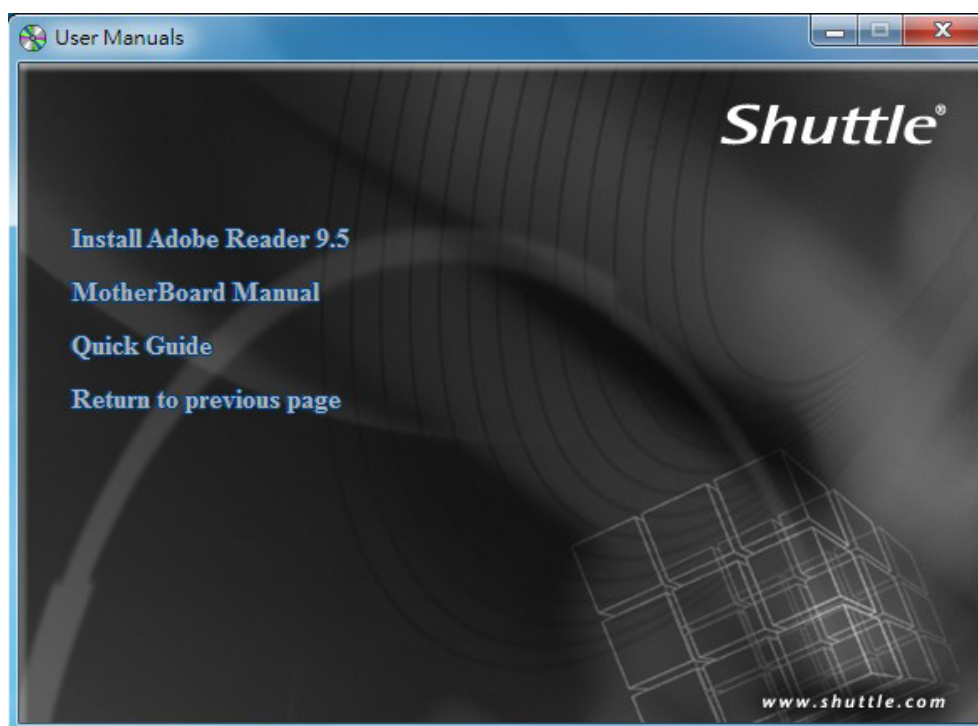 User Manuals
Shuttle®
Install Adobe Reader 9.5
MotherBoard Manual
Quick Guide
Return to previous page
www.shuttle.com